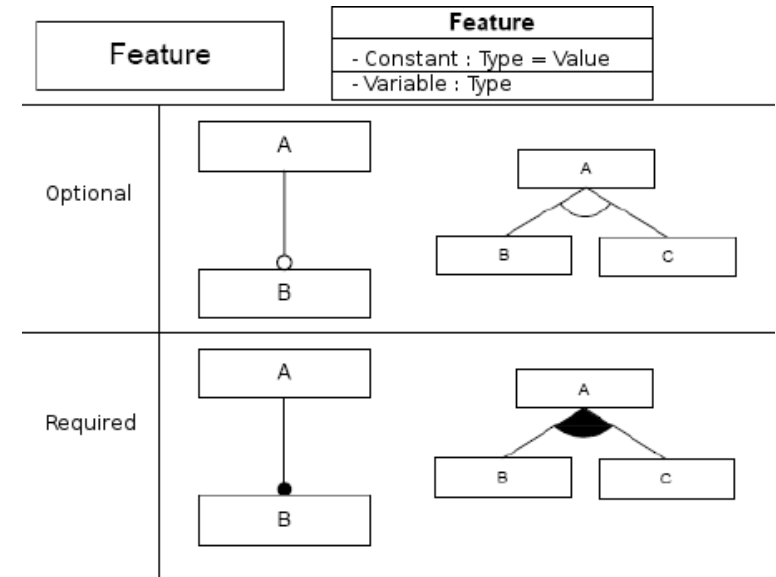 Feature
Feature
- Constant : Type = Value
- Variable : Type
Optional
A
B
A
B
C
Required
A
B
A
B
C